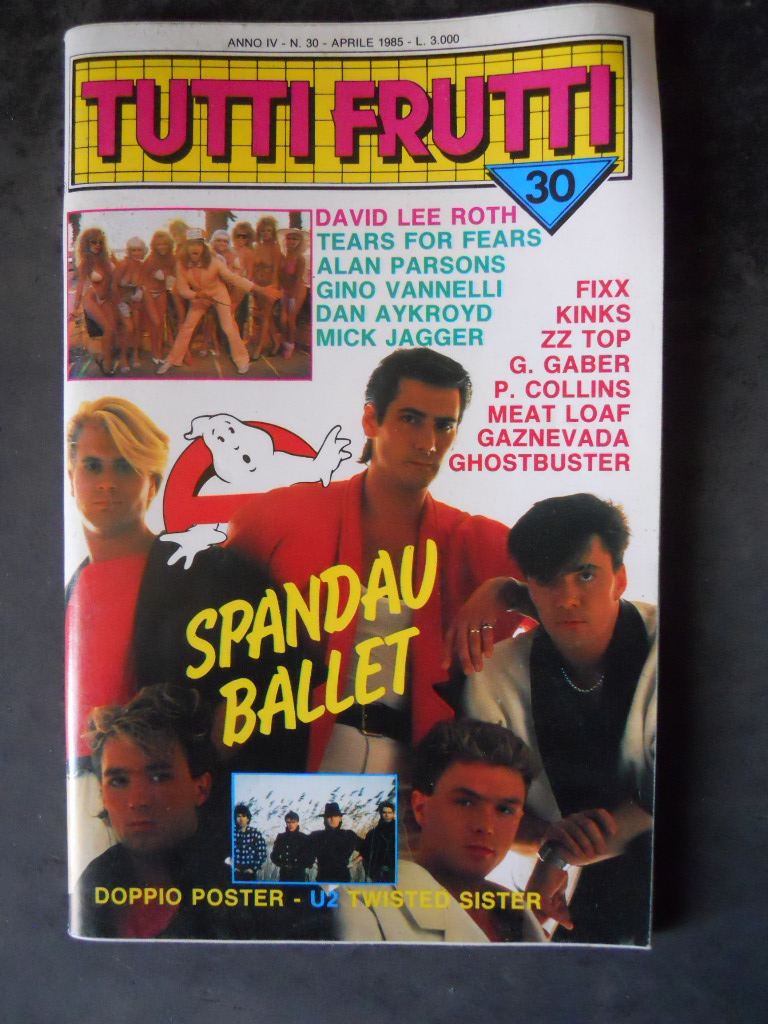 ANNO IV - N. 30 - APRILE 1985 - L. 3.000
TUTTI FRUTTI
30
DAVID LEE ROTH
TEARS FOR FEARS
ALAN PARSONS
GINO VANNELLI
DAN AYKROYD
MICK JAGGER
FIXX
KINKS
ZZ TOP
G. GABER
P. COLLINS
MEAT LOAF
GAZNEVADA
GHOSTBUSTER
SPANDAU
BALLET
DOPPIO POSTER - U2 TWISTED SISTER